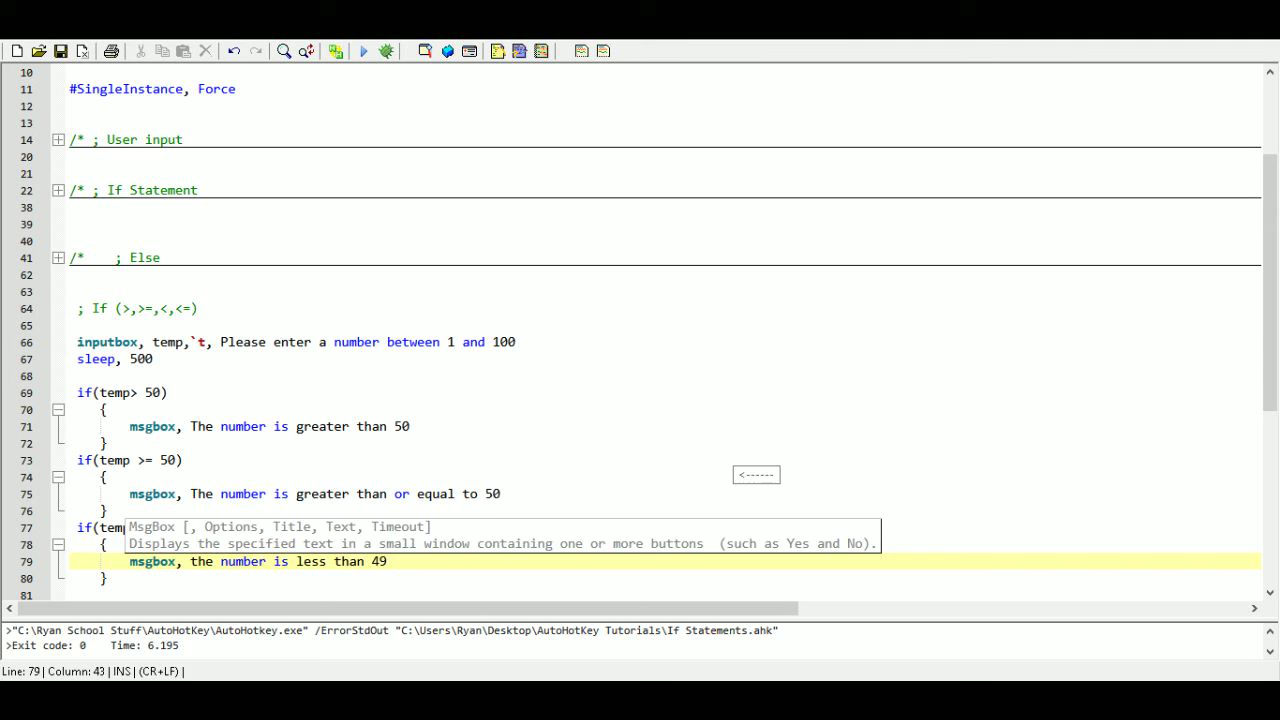 10
11 #SingleInstance, Force
12
13
14 /* ; User input
20
21
22 /* ; If Statement
38
39
40
41 /* ; Else
62
63
64 ; If (>,>=,<,<=)
65
66 inputbox, temp,`t, Please enter a number between 1 and 100
67 sleep, 500
68
69 if(temp> 50)
70 {
71 msgbox, The number is greater than 50
72 }
73 if(temp >= 50)
74 {
<------
75 msgbox, The number is greater than or equal to 50
76 }
77 if(temp MsgBox [, Options, Title, Text, Timeout]
78 { Displays the specified text in a small window containing one or more buttons (such as Yes and No).
79 msgbox, the number is less than 49
80 }
81
>"C:\Ryan School Stuff\AutoHotKey\AutoHotkey.exe" /ErrorStdOut "C:\Users\Ryan\Desktop\AutoHotKey Tutorials\If Statements.ahk"
>Exit code: 0 Time: 6.195
Line: 79 | Column: 43 | INS | (CR+LF) |